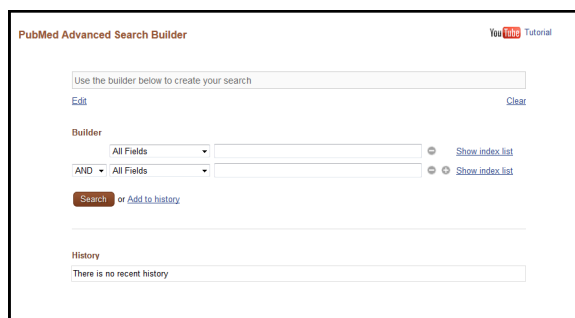 PubMed Advanced Search Builder
You Tube Tutorial
Use the builder below to create your search
Edit Clear
Builder
All Fields Show index list
AND All Fields Show index list
Search or Add to history
History
There is no recent history